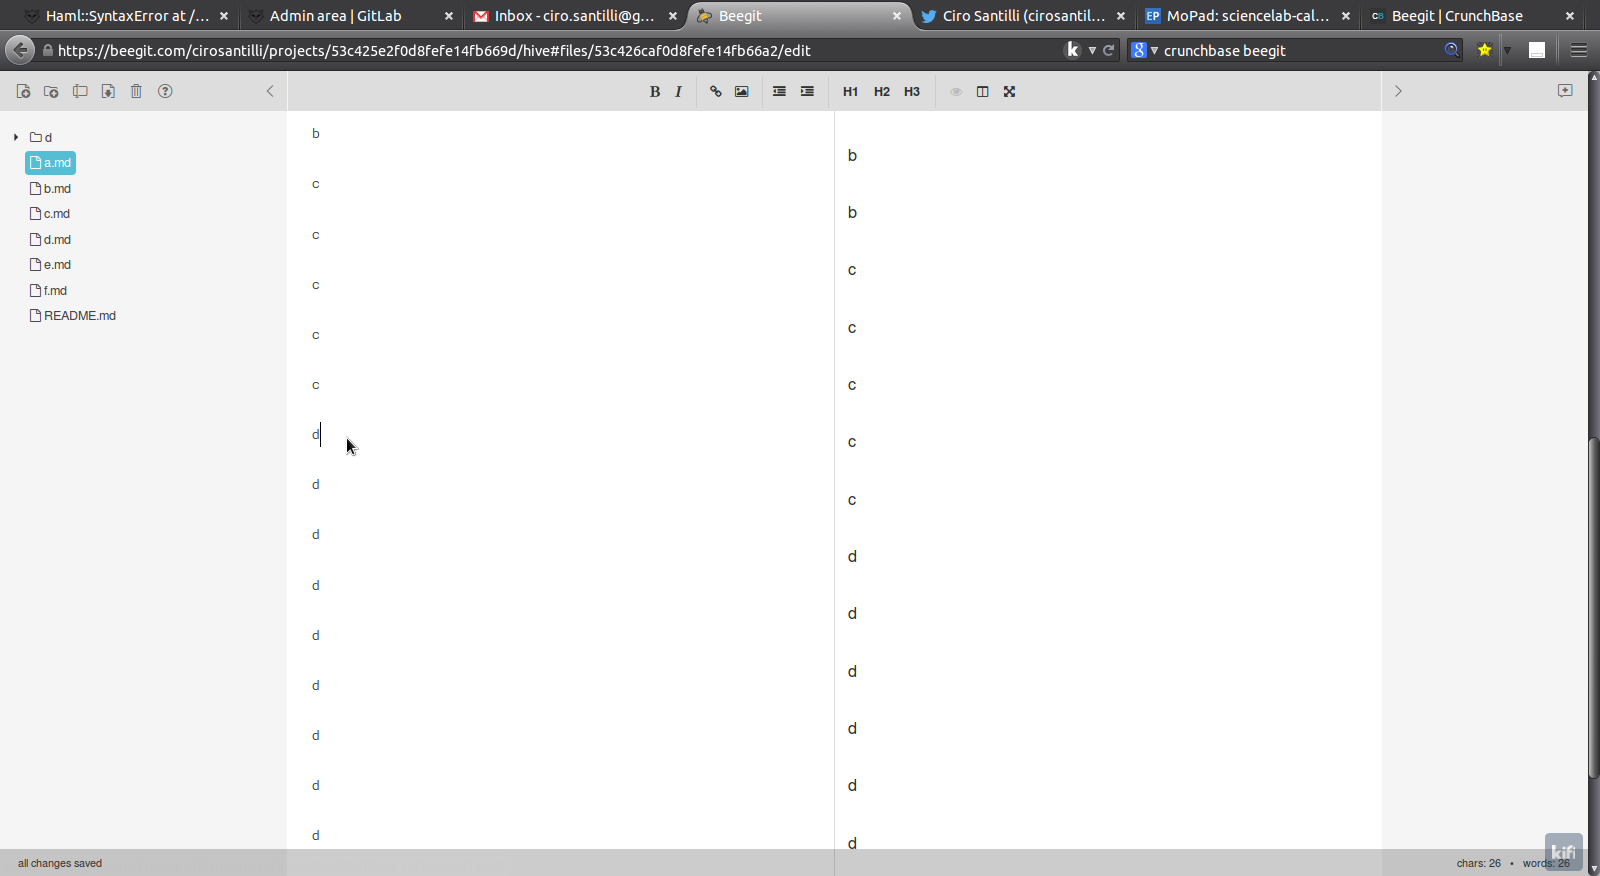 Haml::SyntaxError at /... Admin area | GitLab Inbox - ciro.santilli@g... Beegit Ciro Santilli (cirosantil... EP MoPad: sciencelab-cal... CB Beegit | CrunchBase
https://beegit.com/cirosantilli/projects/53c425e2f0d8fefe14fb669d/hive#files/53c426caf0d8fefe14fb66a2/edit k g crunchbase beegit
B I H1 H2 H3
d
a.md
b.md
c.md
d.md
e.md
f.md
README.md
b
c
c
c
c
c
d
d
d
d
d
d
d
d
d
b
b
c
c
c
c
c
d
d
d
d
d
d
kifi
all changes saved chars: 26 • words: 26